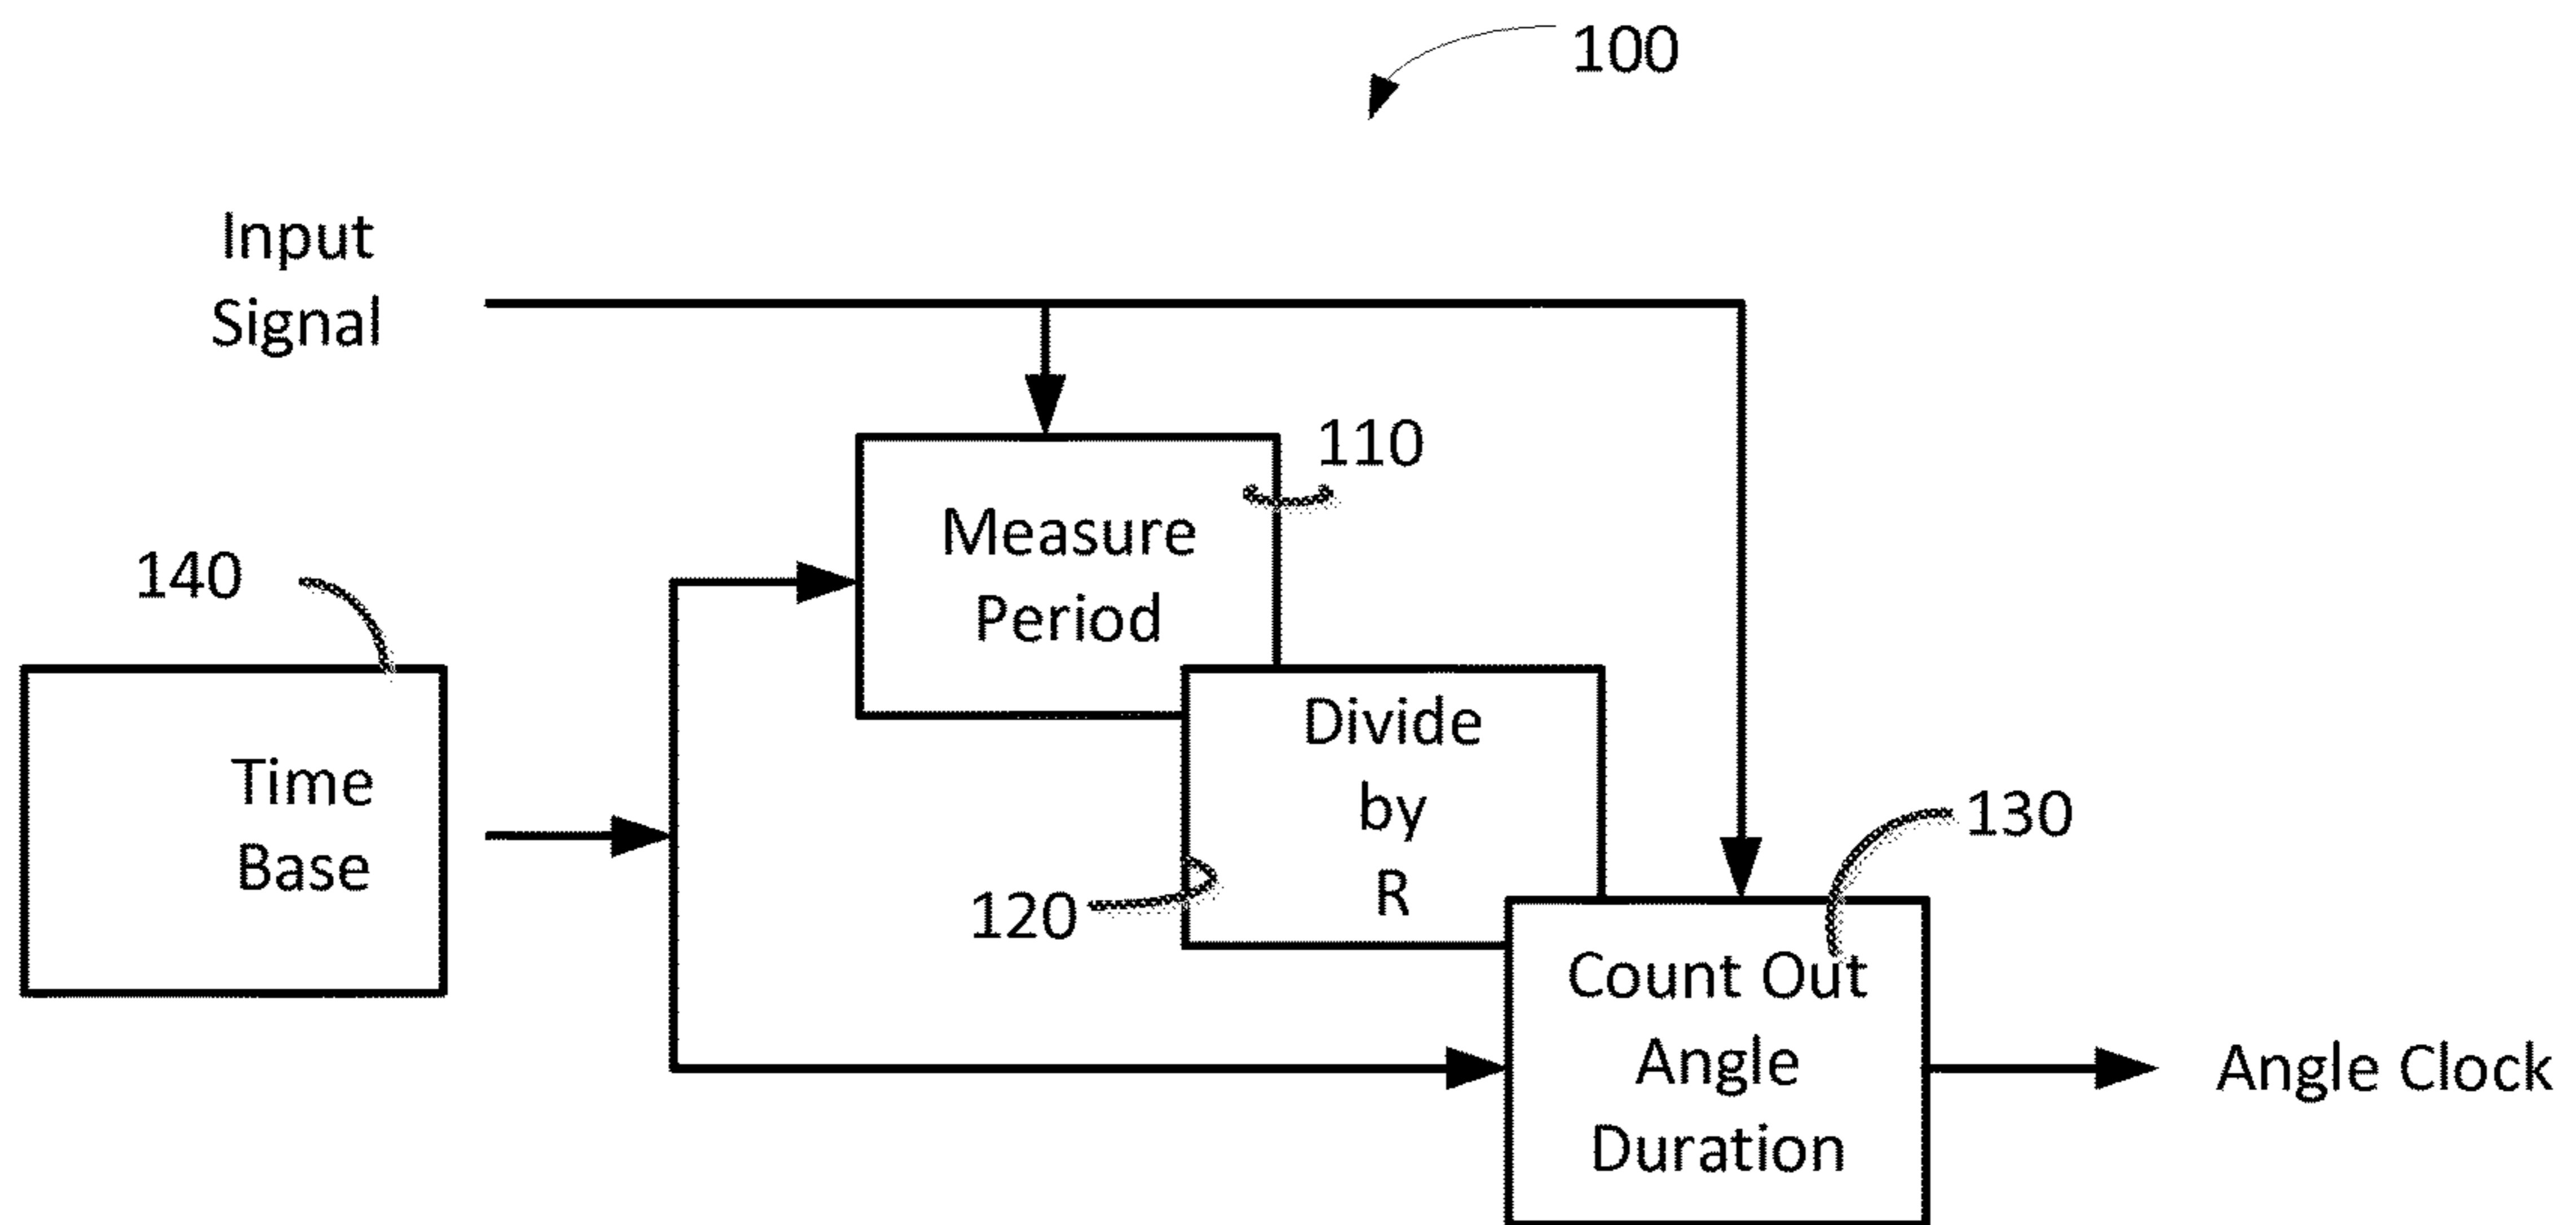 100
Input
Signal
110
Measure
Period
140
Time
Base
Divide
by
R
120
130
Count Out
Angle
Duration
Angle Clock